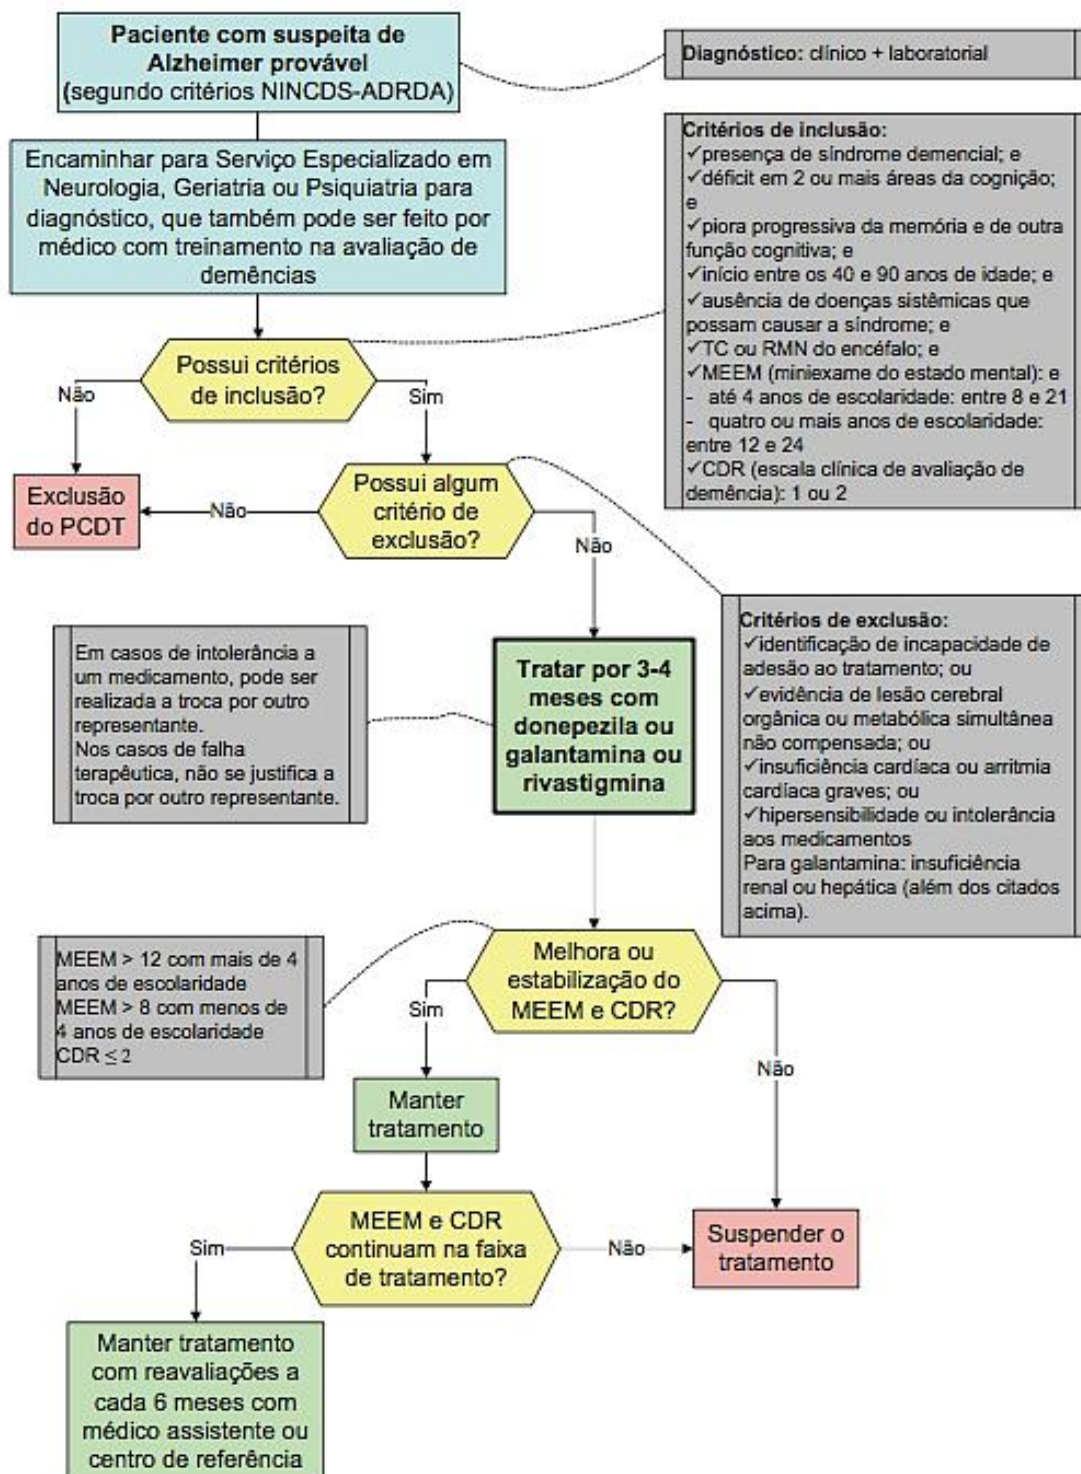 Paciente com suspeita de
Alzheimer provável
(segundo critérios NINCDS-ADRDA)
Diagnóstico: clínico + laboratorial
Encaminhar para Serviço Especializado em
Neurologia, Geriatria ou Psiquiatria para
diagnóstico, que também pode ser feito por
médico com treinamento na avaliação de
demências
Critérios de inclusão:
✓presença de síndrome demencial; e
✓déficit em 2 ou mais áreas da cognição;
e
✓piora progressiva da memória e de outra
função cognitiva; e
✓início entre os 40 e 90 anos de idade; e
✓ausência de doenças sistêmicas que
possam causar a síndrome; e
✓TC ou RMN do encéfalo; e
✓MEEM (miniexame do estado mental): e
- até 4 anos de escolaridade: entre 8 e 21
- quatro ou mais anos de escolaridade:
entre 12 e 24
✓CDR (escala clínica de avaliação de
demência): 1 ou 2
Possui critérios
de inclusão?
Não
Sim
Exclusão
do PCDT
Não
Possui algum
critério de
exclusão?
Não
Critérios de exclusão:
✓identificação de incapacidade de
adesão ao tratamento; ou
✓evidência de lesão cerebral
orgânica ou metabólica simultânea
não compensada; ou
✓insuficiência cardíaca ou arritmia
cardíaca graves; ou
✓hipersensibilidade ou intolerância
aos medicamentos
Para galantamina: insuficiência
renal ou hepática (além dos citados
acima).
Em casos de intolerância a
um medicamento, pode ser
realizada a troca por outro
representante.
Nos casos de falha
terapêutica, não se justifica a
troca por outro representante.
Tratar por 3-4
meses com
donepezila ou
galantamina ou
rivastigmina
MEEM > 12 com mais de 4
anos de escolaridade
MEEM > 8 com menos de
4 anos de escolaridade
CDR ≤ 2
Melhora ou
estabilização do
MEEM e CDR?
Sim
Não
Manter
tratamento
MEEM e CDR
continuam na faixa
de tratamento?
Sim
Não
Suspender o
tratamento
Manter tratamento
com reavaliações a
cada 6 meses com
médico assistente ou
centro de referência